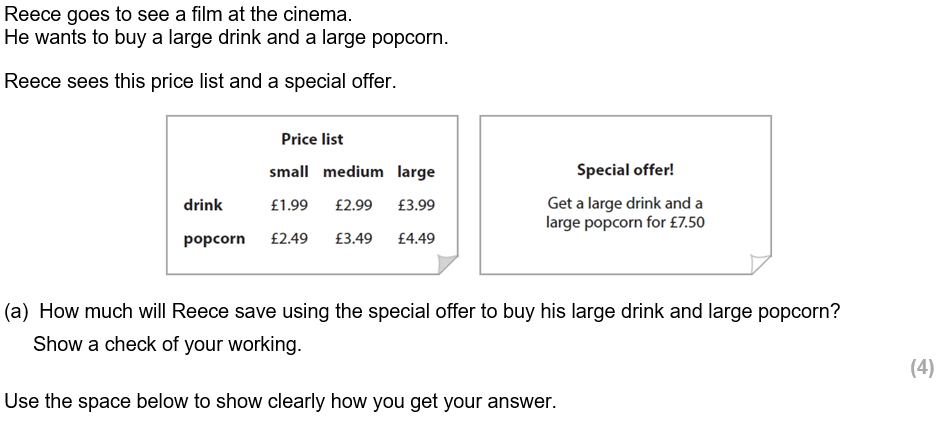 Reece goes to see a film at the cinema.
He wants to buy a large drink and a large popcorn.
Reece sees this price list and a special offer.
Price list
small medium large
drink £1.99 £2.99 £3.99
popcorn £2.49 £3.49 £4.49
Special offer!
Get a large drink and a
large popcorn for £7.50
(a) How much will Reece save using the special offer to buy his large drink and large popcorn?
Show a check of your working.
(4)
Use the space below to show clearly how you get your answer.